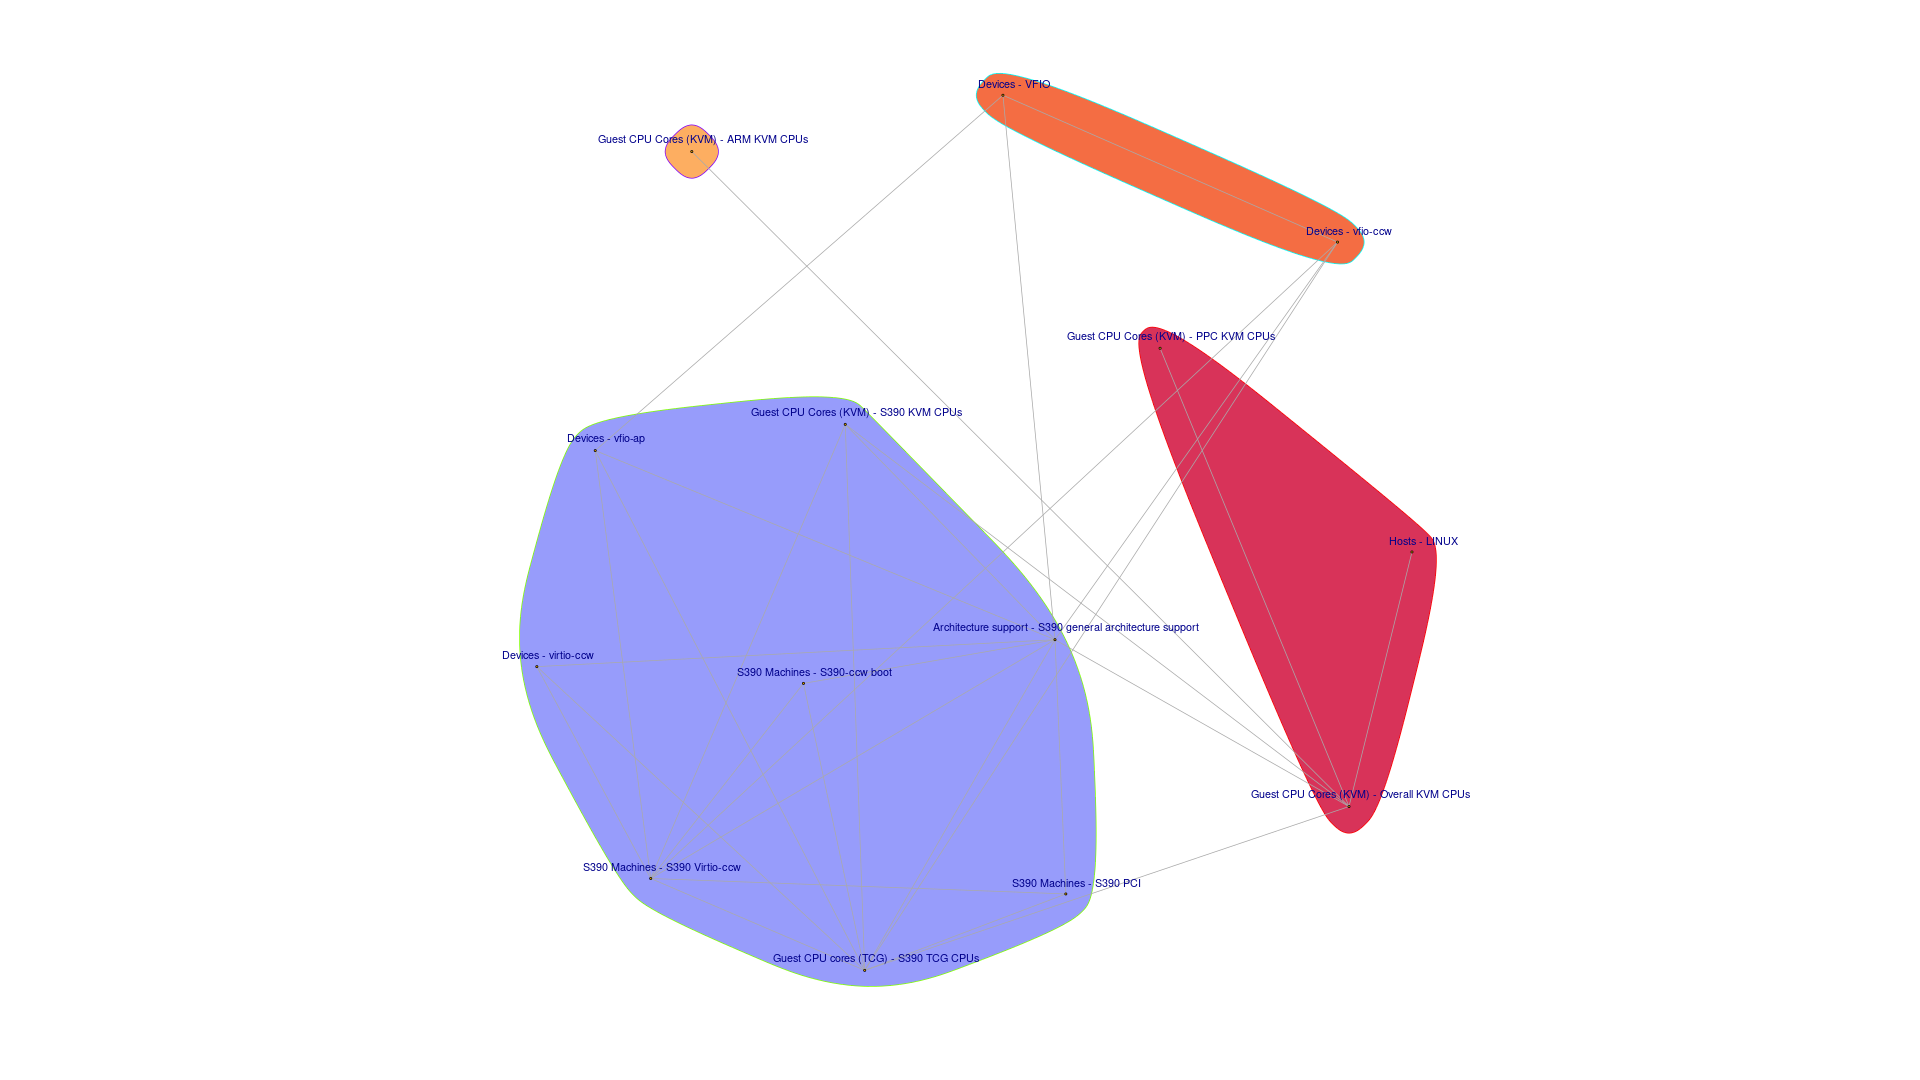 Devices - VFIO
Guest CPU Cores (KVM) - ARM KVM CPUs
Devices - vfio-ccw
Guest CPU Cores (KVM) - PPC KVM CPUs
Guest CPU Cores (KVM) - S390 KVM CPUs
Devices - vfio-ap
Hosts - LINUX
Architecture support - S390 general architecture support
Devices - virtio-ccw
S390 Machines - S390-ccw boot
Guest CPU Cores (KVM) - Overall KVM CPUs
S390 Machines - S390 Virtio-ccw
S390 Machines - S390 PCI
Guest CPU cores (TCG) - S390 TCG CPUs